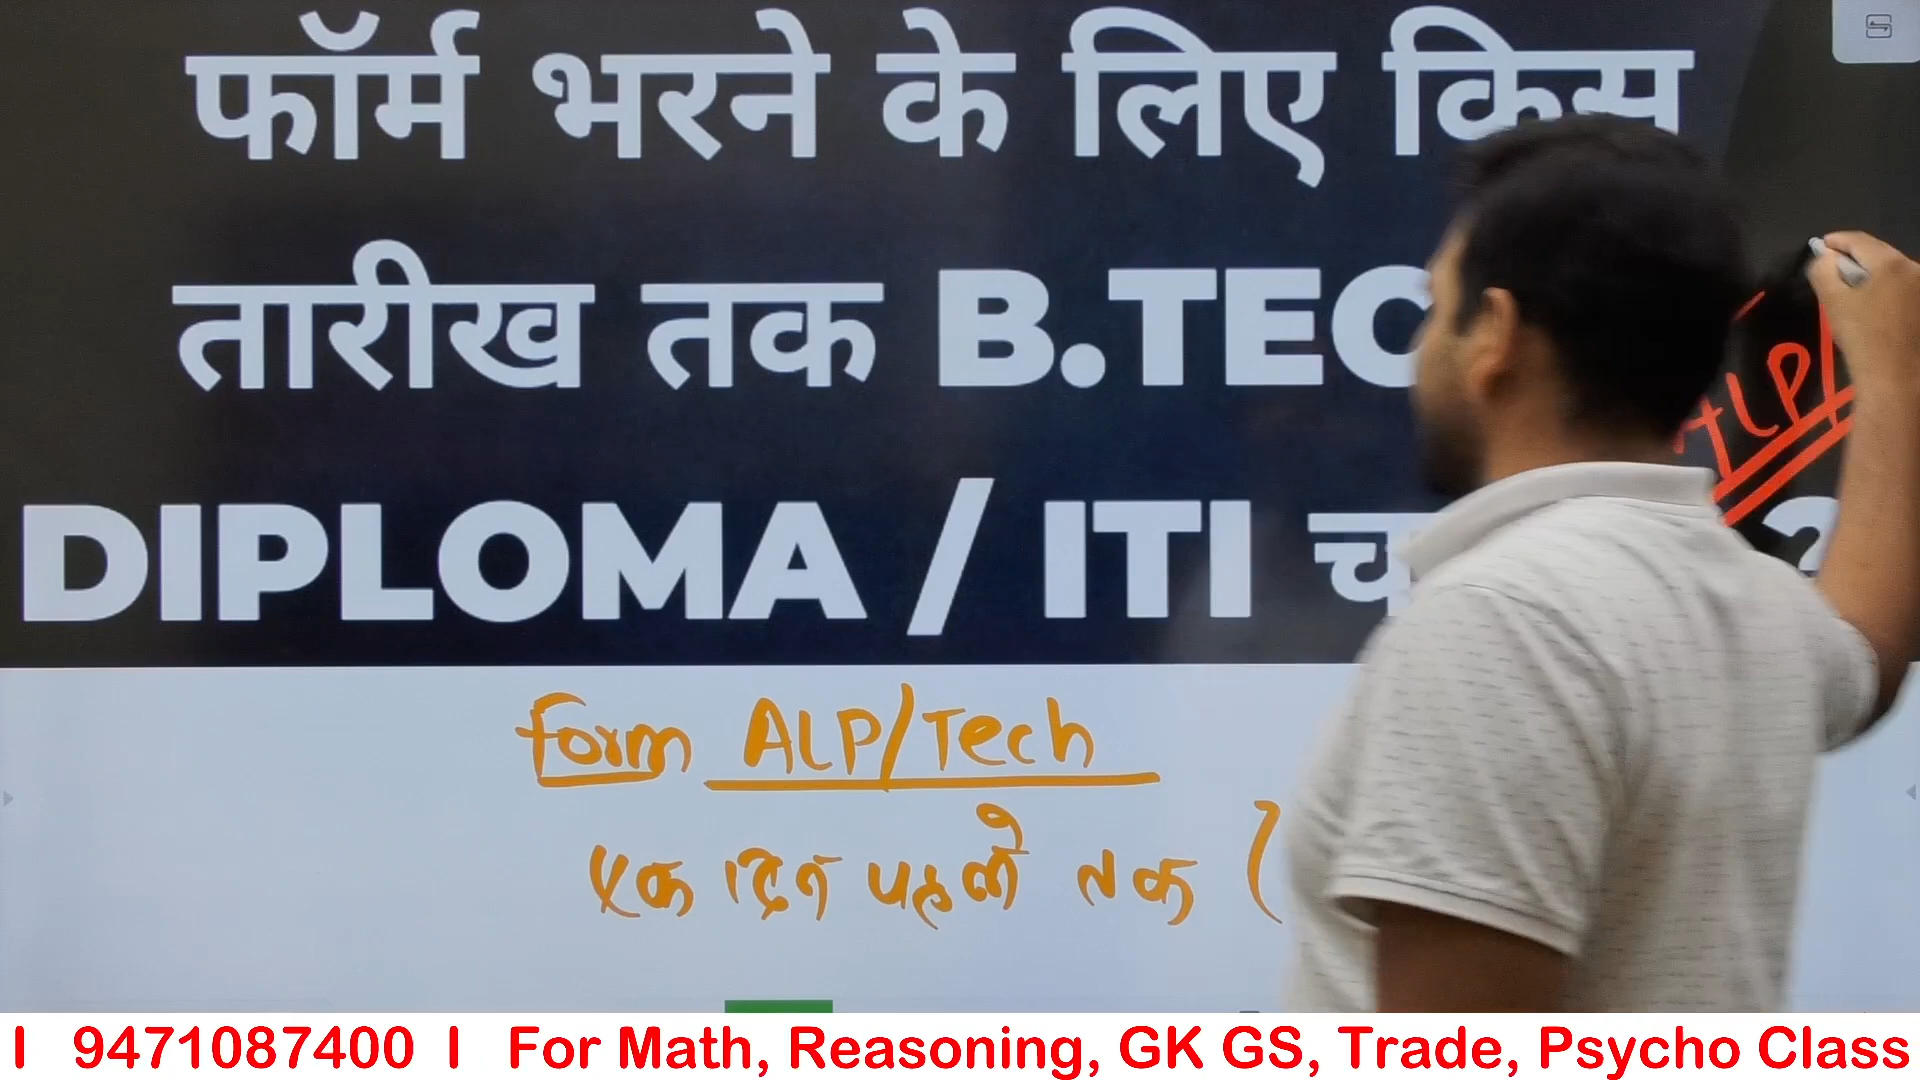 फॉर्म भरने के लिए किस
तारीख तक B.TEC
DIPLOMA / ITI
ALP/
form ALP/Tech
एक दिन पहले तक (
I 9471087400 I For Math, Reasoning, GK GS, Trade, Psycho Class